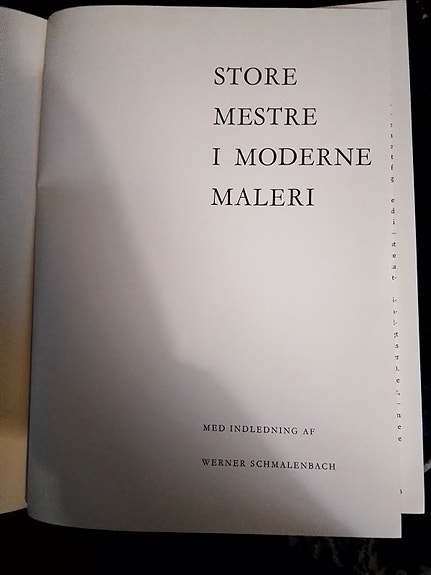 STORE
MESTRE
I MODERNE
MALERI
MED INDLEDNING AF
WERNER SCHMALENBACH